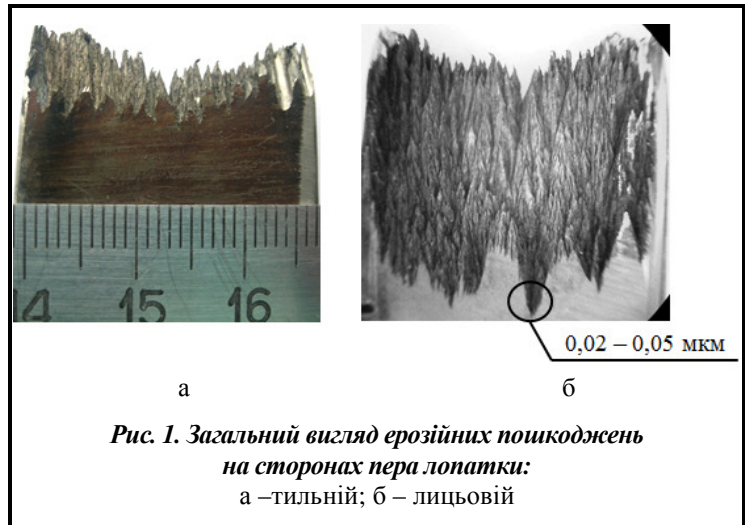 14 15 16
0,02 – 0,05 мкм
а
б
Рис. 1. Загальний вигляд ерозійних пошкоджень
на сторонах пера лопатки:
а –тильній; б – лицьовій